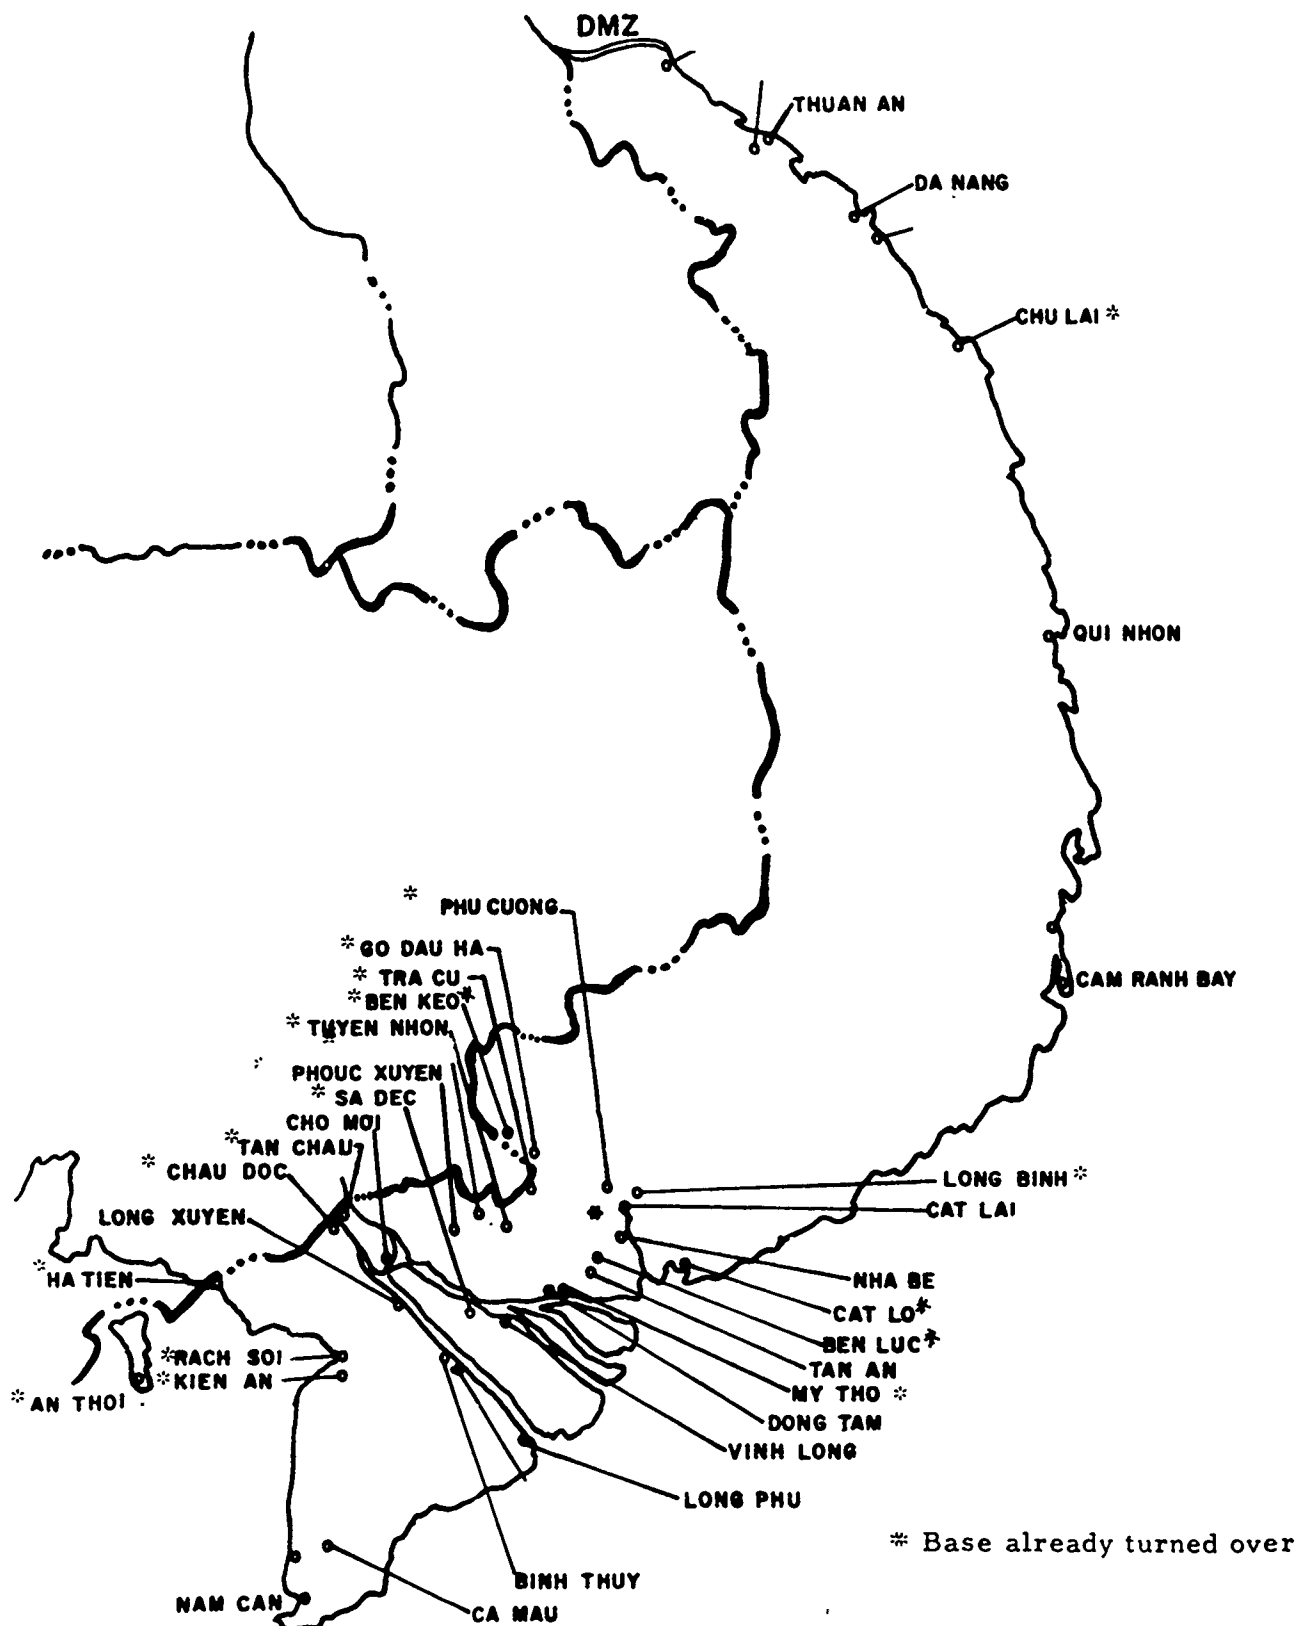 DMZ
THUAN AN
DA NANG
CHU LAI *
QUI NHON
CAM RANH BAY
* PHU CUONG
* GO DAU HA
* TRA CU
* BEN KEO*
* TUYEN NHON
PHOUC XUYEN
* SA DEC
CHO MOI
* TAN CHAU
* CHAU DOC
LONG XUYEN
* HA TIEN
* RACH SOI
* KIEN AN
* AN THOI
LONG BINH *
CAT LAI
*
NHA BE
CAT LO*
BEN LUC*
TAN AN
MY THO *
DONG TAM
VINH LONG
LONG PHU
* Base already turned over
BINH THUY
NAM CAN
CA MAU